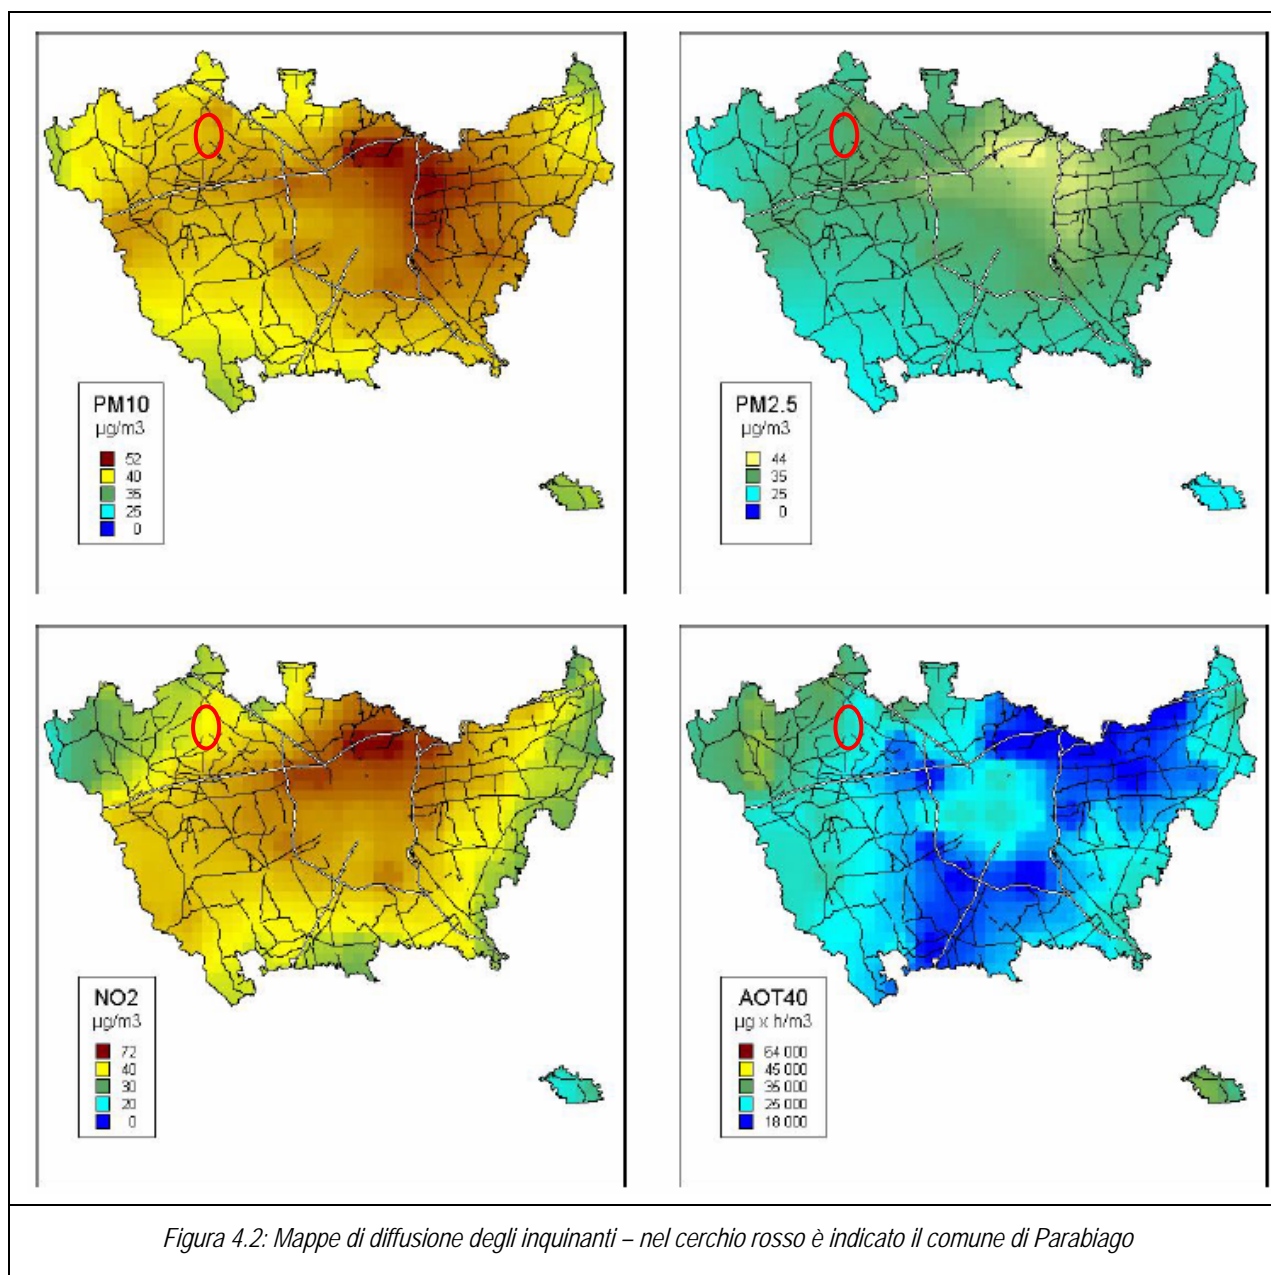 PM10
µg/m3
52
40
35
25
0
PM2.5
µg/m3
44
35
25
0
NO2
µg/m3
72
40
30
20
0
AOT40
µg x h/m3
64 000
45 000
35 000
25 000
18 000
Figura 4.2: Mappe di diffusione degli inquinanti – nel cerchio rosso è indicato il comune di Parabiago